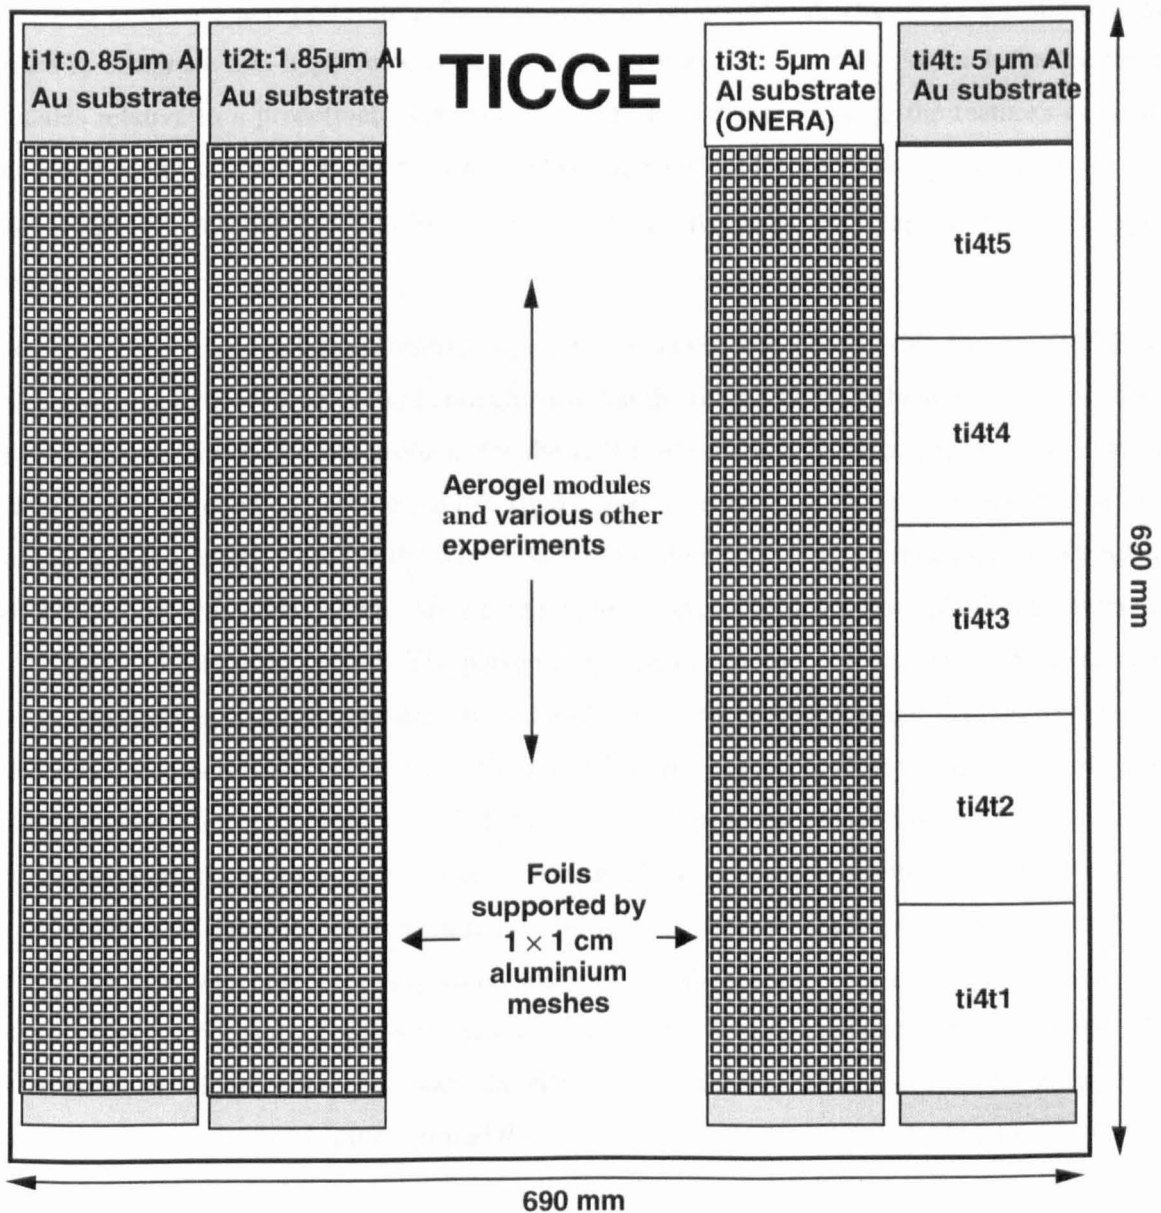 ti1t:0.85µm Al
Au substrate
ti2t:1.85µm Al
Au substrate
TICCE
ti3t: 5µm Al
Al substrate
(ONERA)
ti4t: 5 µm Al
Au substrate
ti4t5
ti4t4
ti4t3
ti4t2
ti4t1
Aerogel modules
and various other
experiments
Foils
supported by
1 × 1 cm
aluminium
meshes
690 mm
690 mm